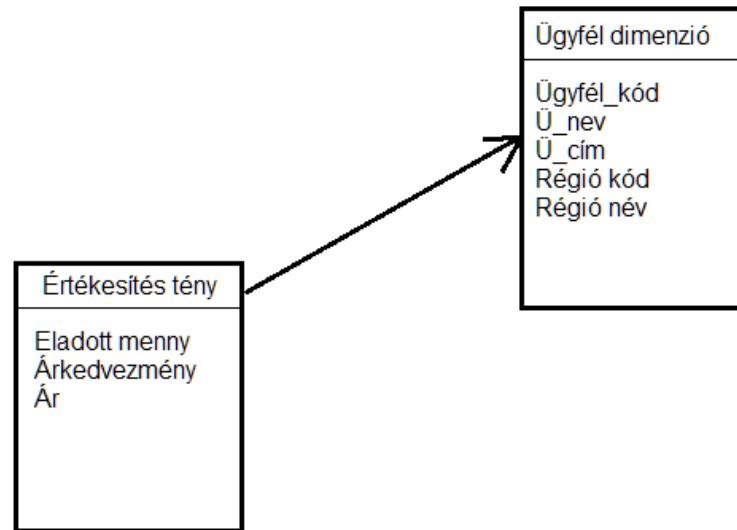 Ügyfél dimenzió
Ügyfél_kód
Ü_nev
Ü_cím
Régió kód
Régió név
Értékesítés tény
Eladott menny
Árkedvezmény
Ár